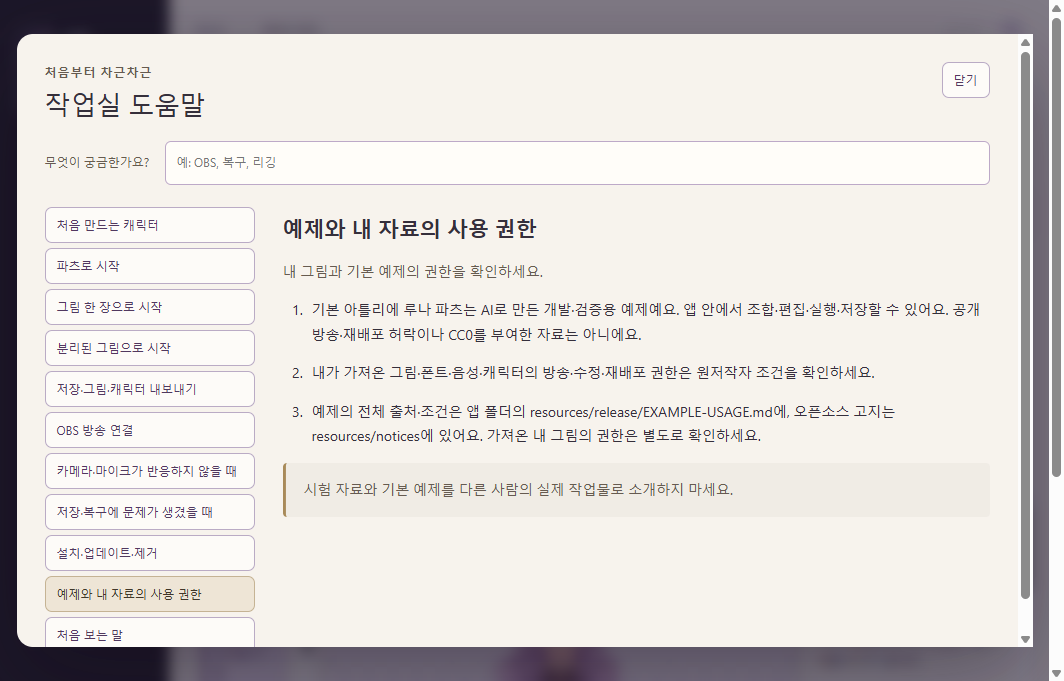 처음부터 차근차근
작업실 도움말
닫기
무엇이 궁금한가요?
예: OBS, 복구, 리깅
처음 만드는 캐릭터
파츠로 시작
그림 한 장으로 시작
분리된 그림으로 시작
저장·그림·캐릭터 내보내기
OBS 방송 연결
카메라·마이크가 반응하지 않을 때
저장·복구에 문제가 생겼을 때
설치·업데이트·제거
예제와 내 자료의 사용 권한
처음 보는 말
예제와 내 자료의 사용 권한
내 그림과 기본 예제의 권한을 확인하세요.
1. 기본 아틀리에 루나 파츠는 AI로 만든 개발·검증용 예제예요. 앱 안에서 조합·편집·실행·저장할 수 있어요. 공개
방송·재배포 허락이나 CC0를 부여한 자료는 아니에요.
2. 내가 가져온 그림·폰트·음성·캐릭터의 방송·수정·재배포 권한은 원저작자 조건을 확인하세요.
3. 예제의 전체 출처·조건은 앱 폴더의 resources/release/EXAMPLE-USAGE.md에, 오픈소스 고지는
resources/notices에 있어요. 가져온 내 그림의 권한은 별도로 확인하세요.
시험 자료와 기본 예제를 다른 사람의 실제 작업물로 소개하지 마세요.